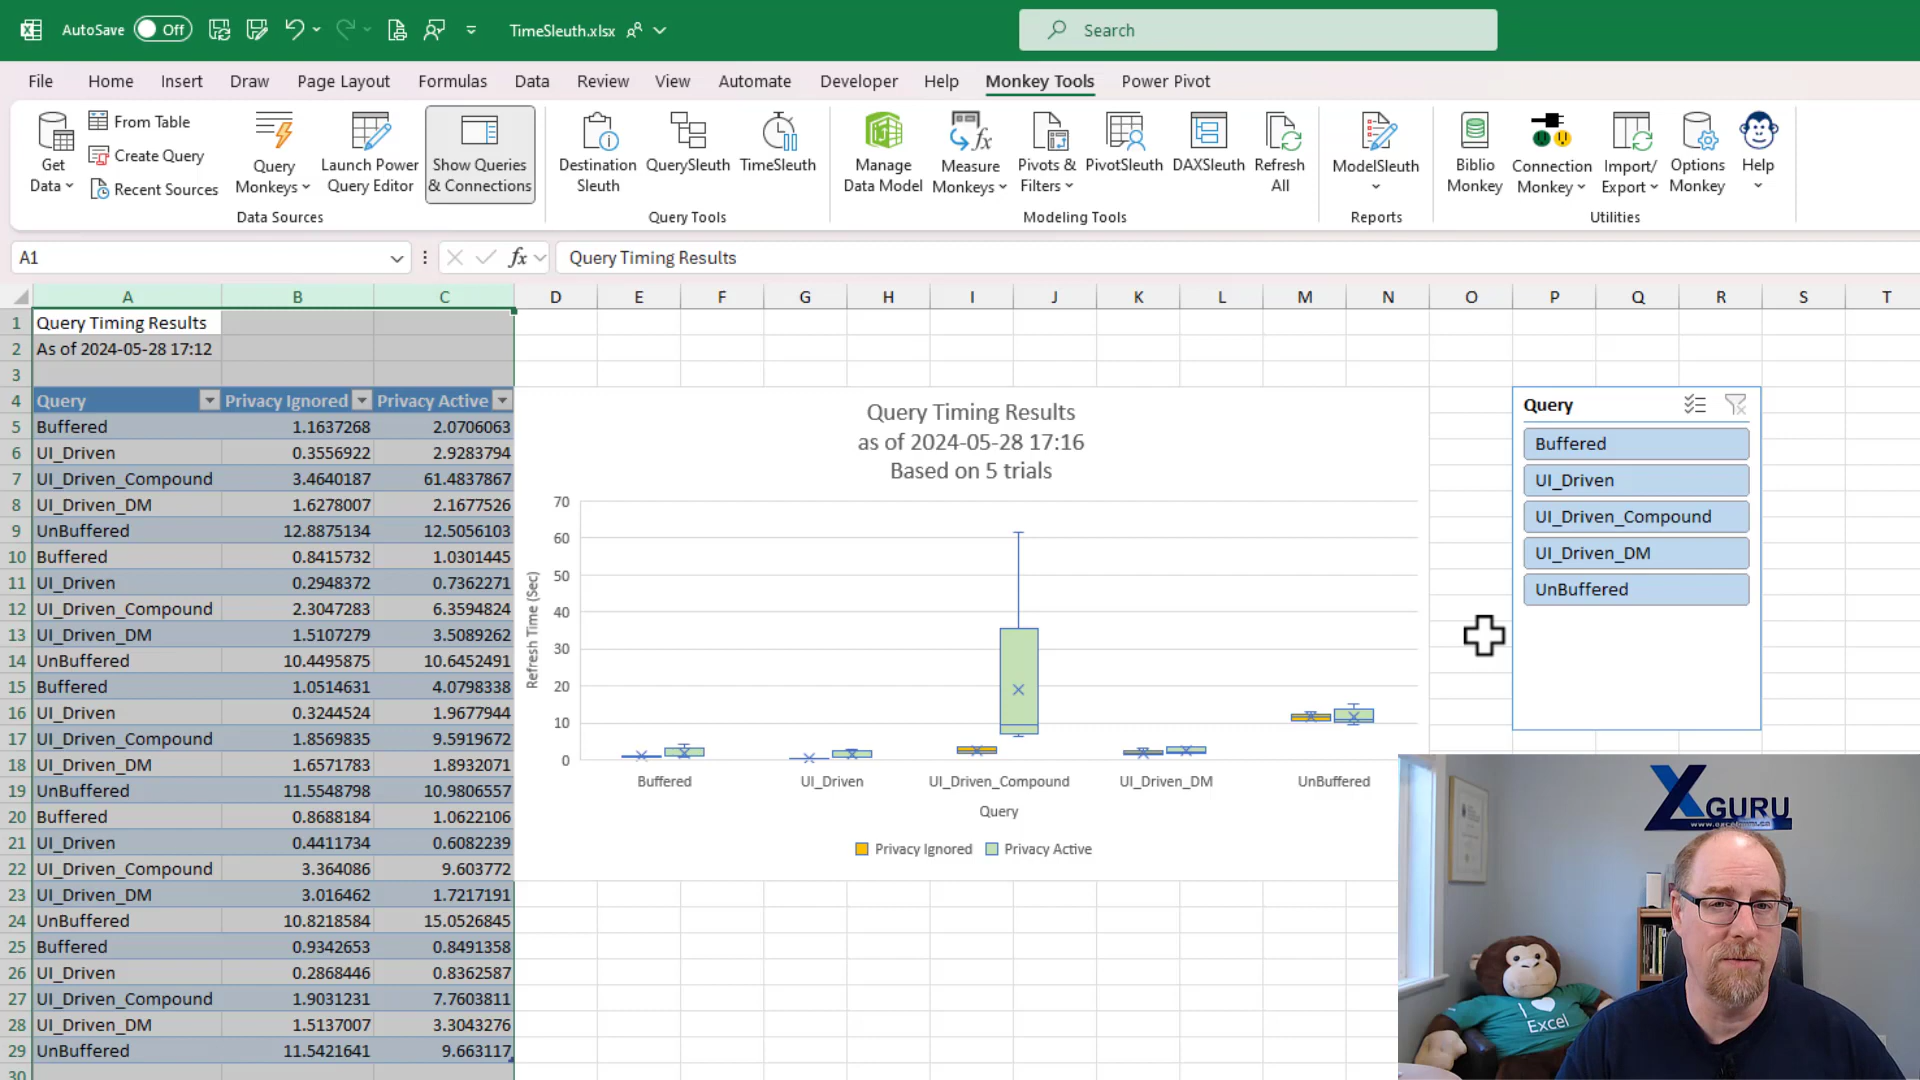 AutoSave Off TimeSleuth.xlsx Search
File Home Insert Draw Page Layout Formulas Data Review View Automate Developer Help Monkey Tools Power Pivot
Get Data
From Table
Create Query
Recent Sources
Query Monkeys
Launch Power Query Editor
Show Queries & Connections
Destination Sleuth
QuerySleuth
TimeSleuth
Manage Data Model
Measure Monkeys
Pivots & Filters
PivotSleuth
DAXSleuth
Refresh All
ModelSleuth
Biblio Monkey
Connection Monkey
Import/ Export
Options Monkey
Help
Data Sources Query Tools Modeling Tools Reports Utilities
A1 fx Query Timing Results
A B C D E F G H I J K L M N O P Q R S T
1 Query Timing Results
2 As of 2024-05-28 17:12
3
4 Query Privacy Ignored Privacy Active
5 Buffered 1.1637268 2.0706063
6 UI_Driven 0.3556922 2.9283794
7 UI_Driven_Compound 3.4640187 61.4837867
8 UI_Driven_DM 1.6278007 2.1677526
9 UnBuffered 12.8875134 12.5056103
10 Buffered 0.8415732 1.0301445
11 UI_Driven 0.2948372 0.7362271
12 UI_Driven_Compound 2.3047283 6.3594824
13 UI_Driven_DM 1.5107279 3.5089262
14 UnBuffered 10.4495875 10.6452491
15 Buffered 1.0514631 4.0798338
16 UI_Driven 0.3244524 1.9677944
17 UI_Driven_Compound 1.8569835 9.5919672
18 UI_Driven_DM 1.6571783 1.8932071
19 UnBuffered 11.5548798 10.9806557
20 Buffered 0.8688184 1.0622106
21 UI_Driven 0.4411734 0.6082239
22 UI_Driven_Compound 3.364086 9.603772
23 UI_Driven_DM 3.016462 1.7217191
24 UnBuffered 10.8218584 15.0526845
25 Buffered 0.9342653 0.8491358
26 UI_Driven 0.2868446 0.8362587
27 UI_Driven_Compound 1.9031231 7.7603811
28 UI_Driven_DM 1.5137007 3.3043276
29 UnBuffered 11.5421641 9.663117
30
Query Timing Results
as of 2024-05-28 17:16
Based on 5 trials
Refresh Time (Sec)
70
60
50
40
30
20
10
0
Buffered UI_Driven UI_Driven_Compound UI_Driven_DM UnBuffered
Query
Privacy Ignored Privacy Active
Query
Buffered
UI_Driven
UI_Driven_Compound
UI_Driven_DM
UnBuffered
XGURU
www.excelguru.ca
I
Excel